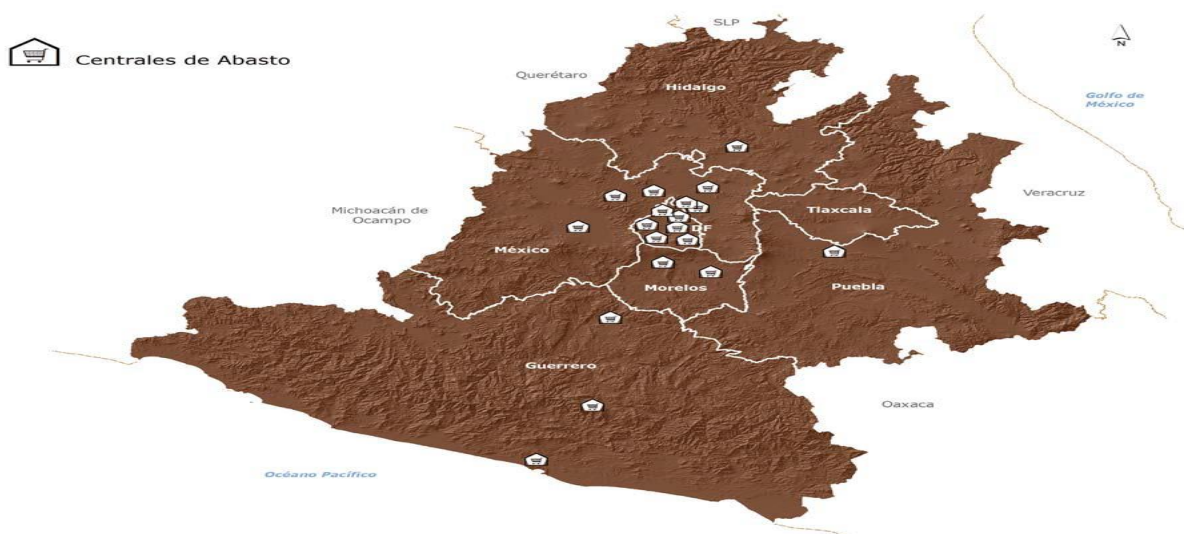 SLP
N
Centrales de Abasto
Querétaro
Hidalgo
Golfo de
México
Veracruz
Michoacán de
Ocampo
Tlaxcala
DF
México
Morelos
Puebla
Guerrero
Oaxaca
Océano Pacífico